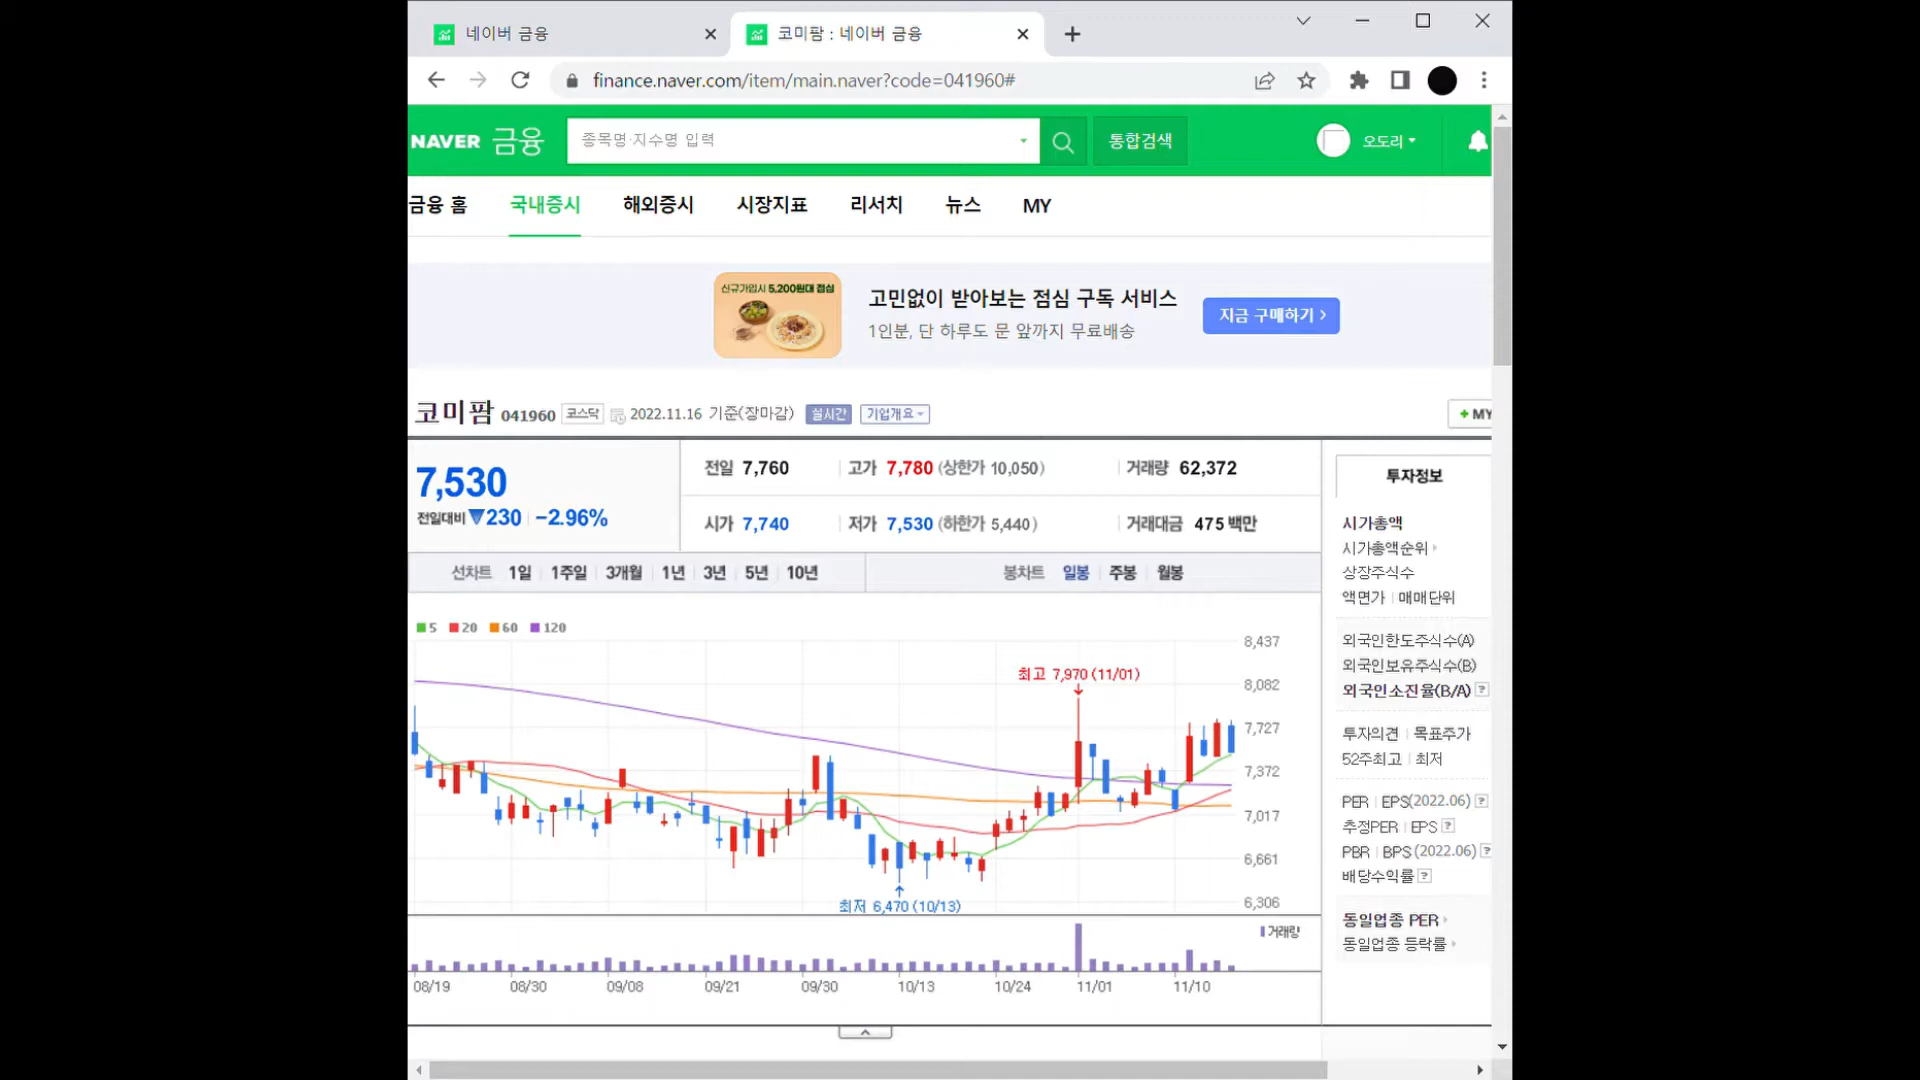 네이버 금융
코미팜 : 네이버 금융
finance.naver.com/item/main.naver?code=041960#
NAVER 금융
종목명·지수명 입력
통합검색
오도리
금융 홈 국내증시 해외증시 시장지표 리서치 뉴스 MY
신규가입시 5,200원대 점심
고민없이 받아보는 점심 구독 서비스
1인분, 단 하루도 문 앞까지 무료배송
지금 구매하기 ›
코미팜 041960 코스닥 2022.11.16 기준(장마감) 실시간 기업개요
+ MY
7,530
전일대비 ▼230 -2.96%
전일 7,760 고가 7,780 (상한가 10,050) 거래량 62,372
시가 7,740 저가 7,530 (하한가 5,440) 거래대금 475 백만
선차트 1일 1주일 3개월 1년 3년 5년 10년
봉차트 일봉 주봉 월봉
5 20 60 120
최고 7,970 (11/01)
최저 6,470 (10/13)
8,437
8,082
7,727
7,372
7,017
6,661
6,306
거래량
08/19 08/30 09/08 09/21 09/30 10/13 10/24 11/01 11/10
투자정보
시가총액
시가총액순위
상장주식수
액면가 매매단위
외국인한도주식수(A)
외국인보유주식수(B)
외국인소진율(B/A) ?
투자의견 목표주가
52주최고 최저
PER EPS(2022.06) ?
추정PER EPS ?
PBR BPS(2022.06) ?
배당수익률 ?
동일업종 PER
동일업종 등락률